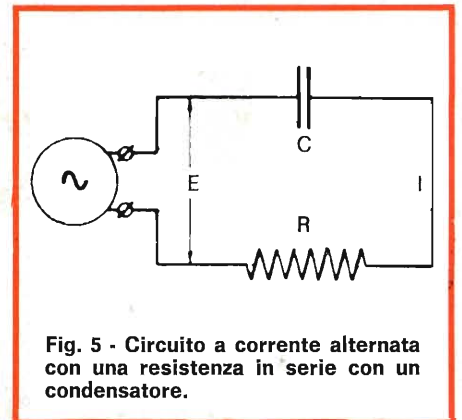 C
E
I
R
Fig. 5 - Circuito a corrente alternata
con una resistenza in serie con un
condensatore.